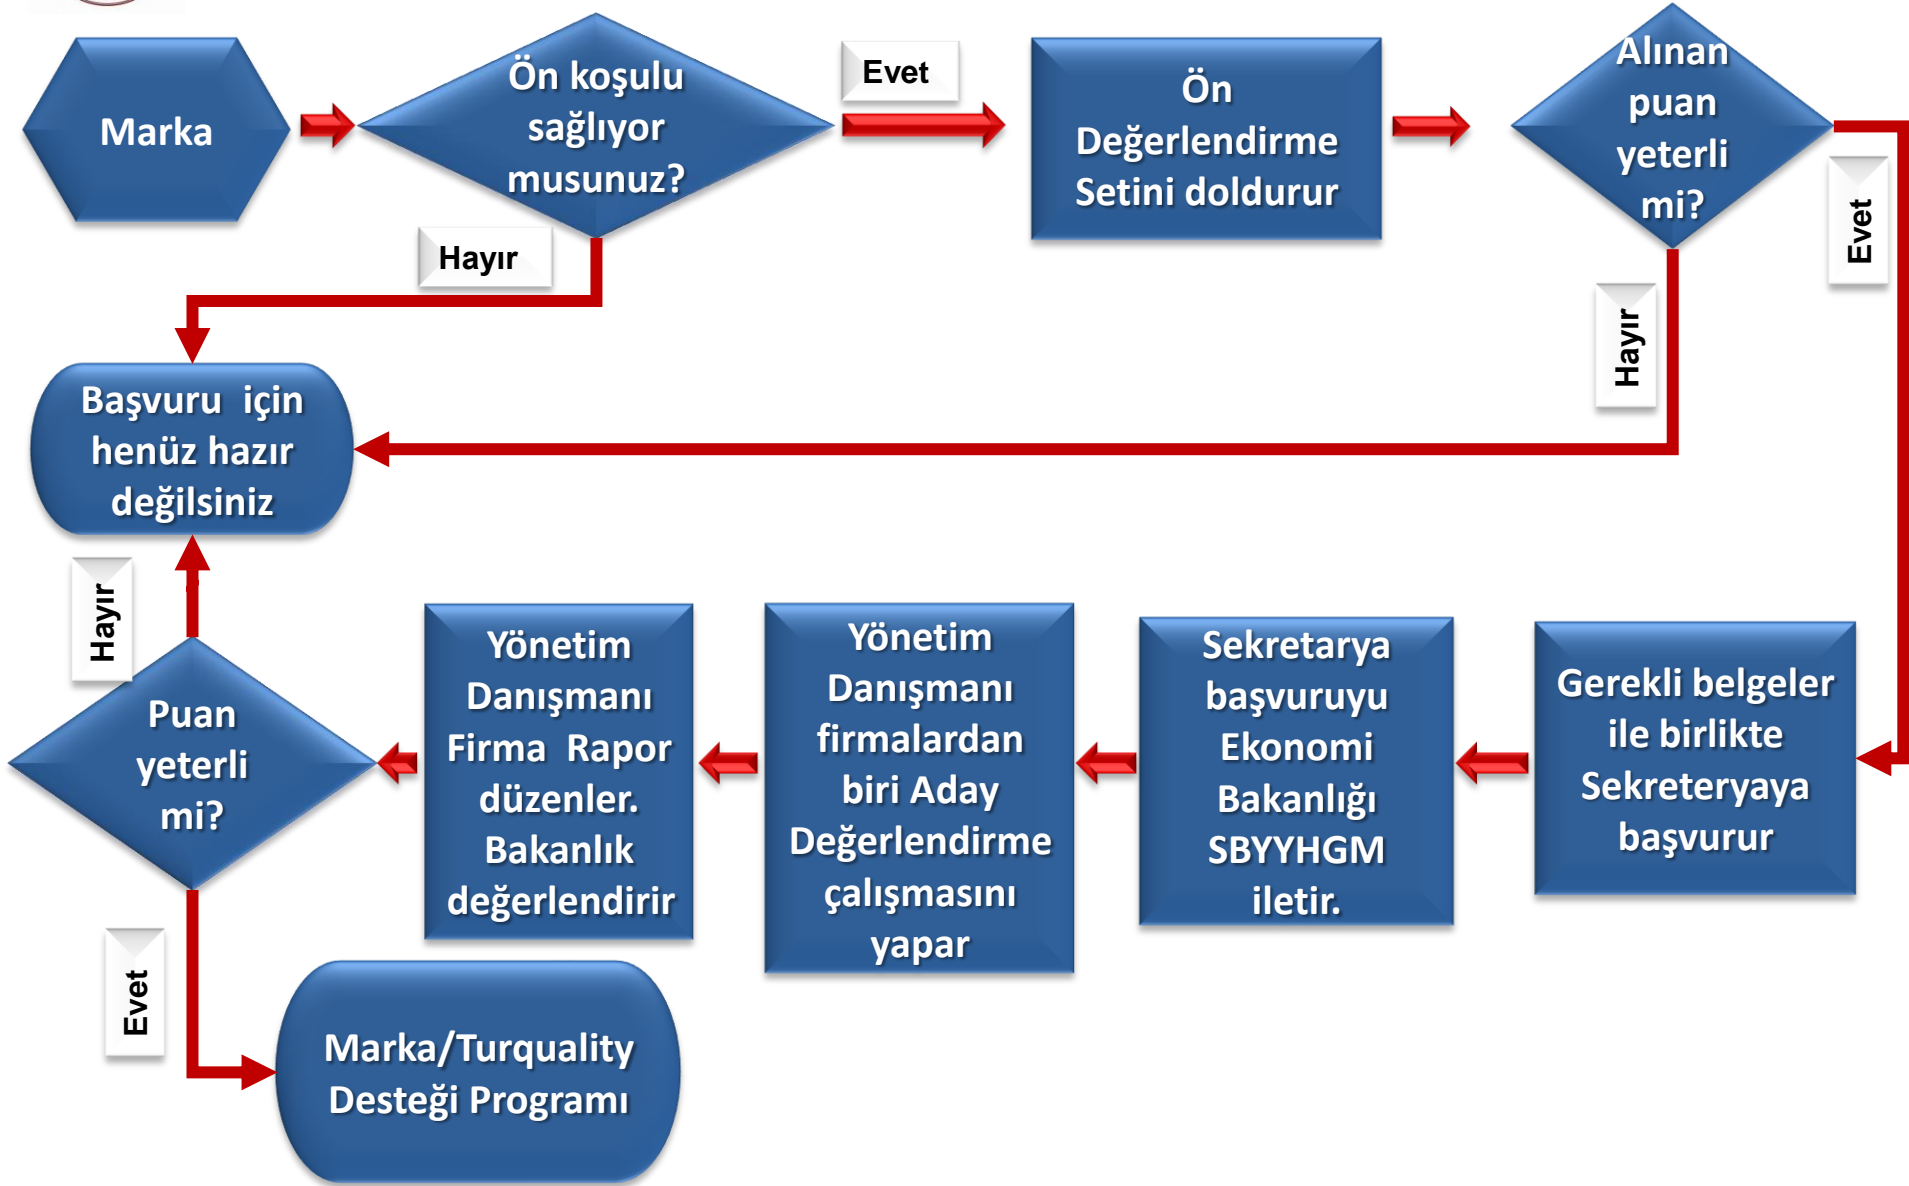 Marka
Ön koşulu
sağlıyor
musunuz?
Evet
Ön
Değerlendirme
Setini doldurur
Alınan
puan
yeterli
mi?
Evet
Hayır
Hayır
Başvuru  için
henüz hazır
değilsiniz
Hayır
Puan
yeterli
mi?
Yönetim
Danışmanı
Firma  Rapor
düzenler.
Bakanlık
değerlendirir
Yönetim
Danışmanı
firmalardan
biri Aday
Değerlendirme
çalışmasını
yapar
Sekretarya
başvuruyu
Ekonomi
Bakanlığı
SBYYHGM
iletir.
Gerekli belgeler
ile birlikte
Sekreteryaya
başvurur
Evet
Marka/Turquality
Desteği Programı